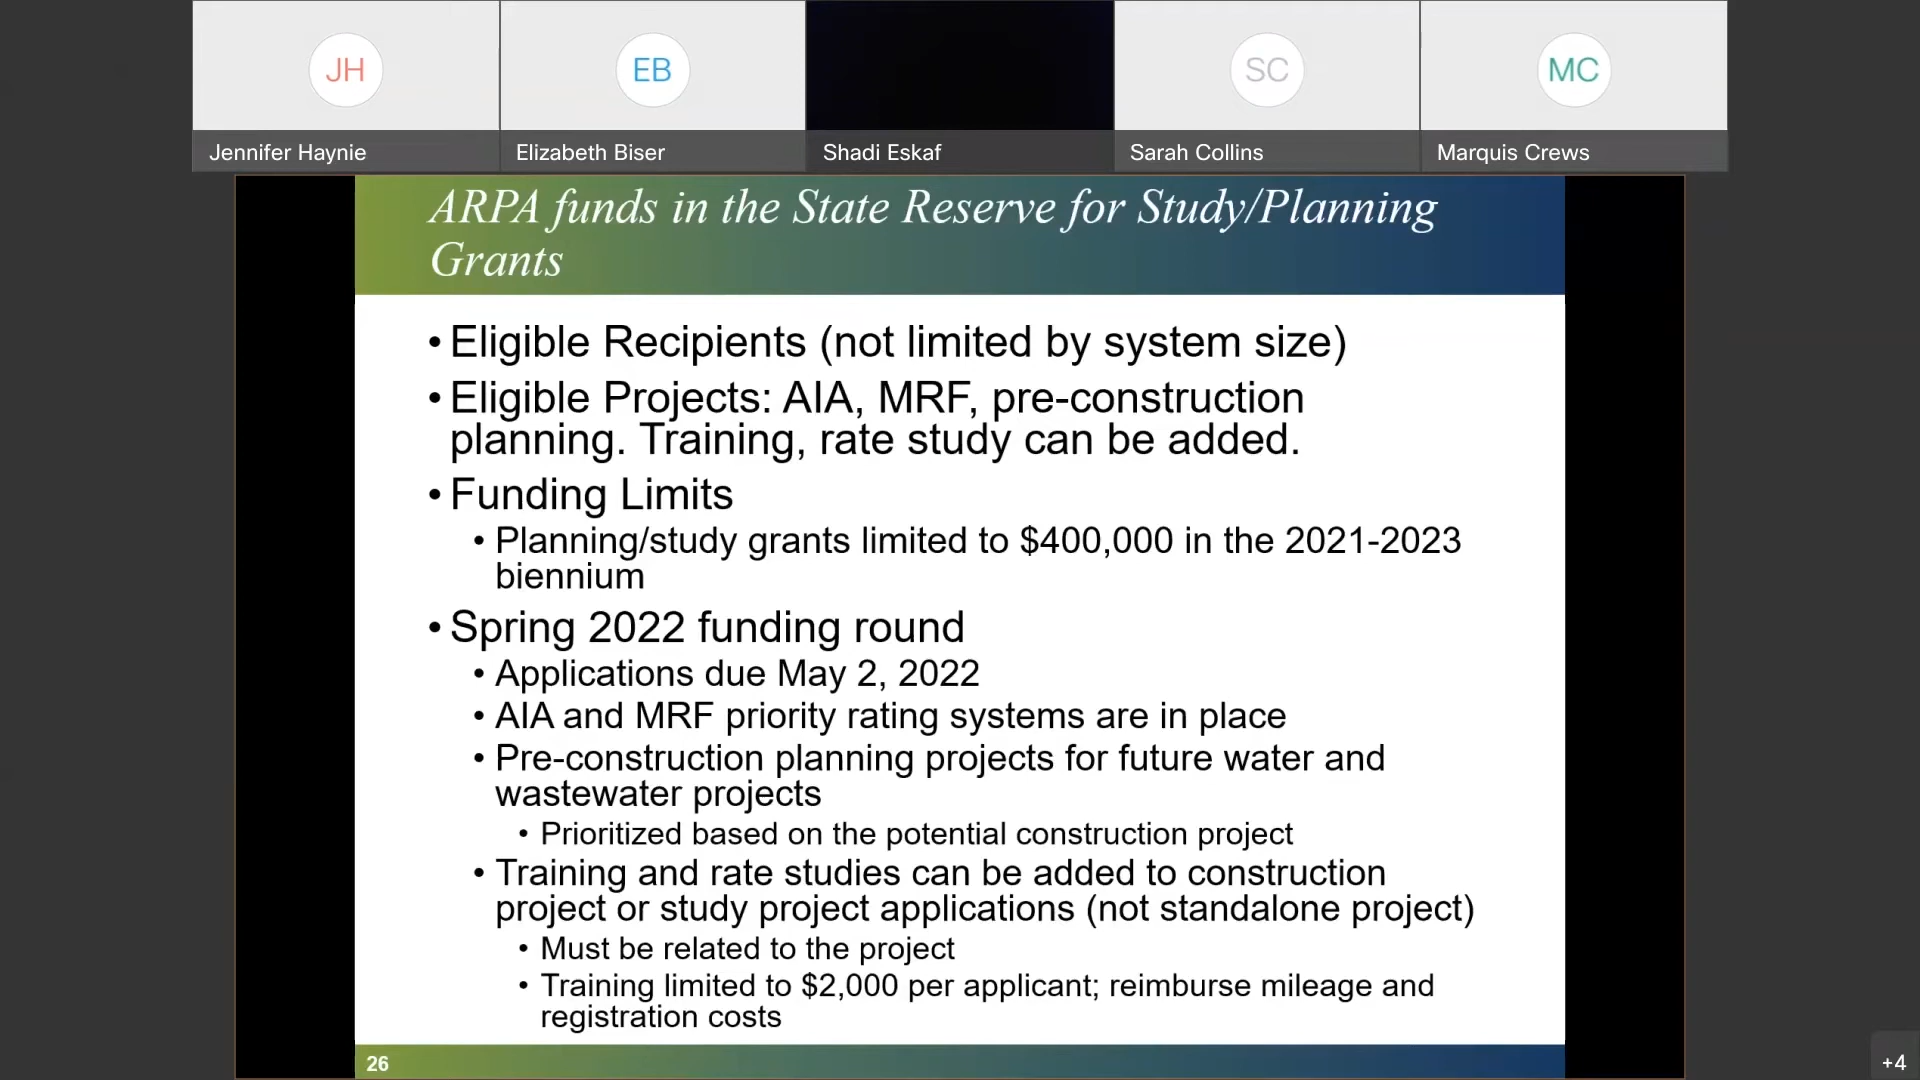 JH
EB
SC
MC
Jennifer Haynie
Elizabeth Biser
Shadi Eskaf
Sarah Collins
Marquis Crews
ARPA funds in the State Reserve for Study/Planning
Grants
• Eligible Recipients (not limited by system size)
• Eligible Projects: AIA, MRF, pre-construction
planning. Training, rate study can be added.
• Funding Limits
• Planning/study grants limited to $400,000 in the 2021-2023
biennium
• Spring 2022 funding round
• Applications due May 2, 2022
• AIA and MRF priority rating systems are in place
• Pre-construction planning projects for future water and
wastewater projects
• Prioritized based on the potential construction project
• Training and rate studies can be added to construction
project or study project applications (not standalone project)
• Must be related to the project
• Training limited to $2,000 per applicant; reimburse mileage and
registration costs
26
+4